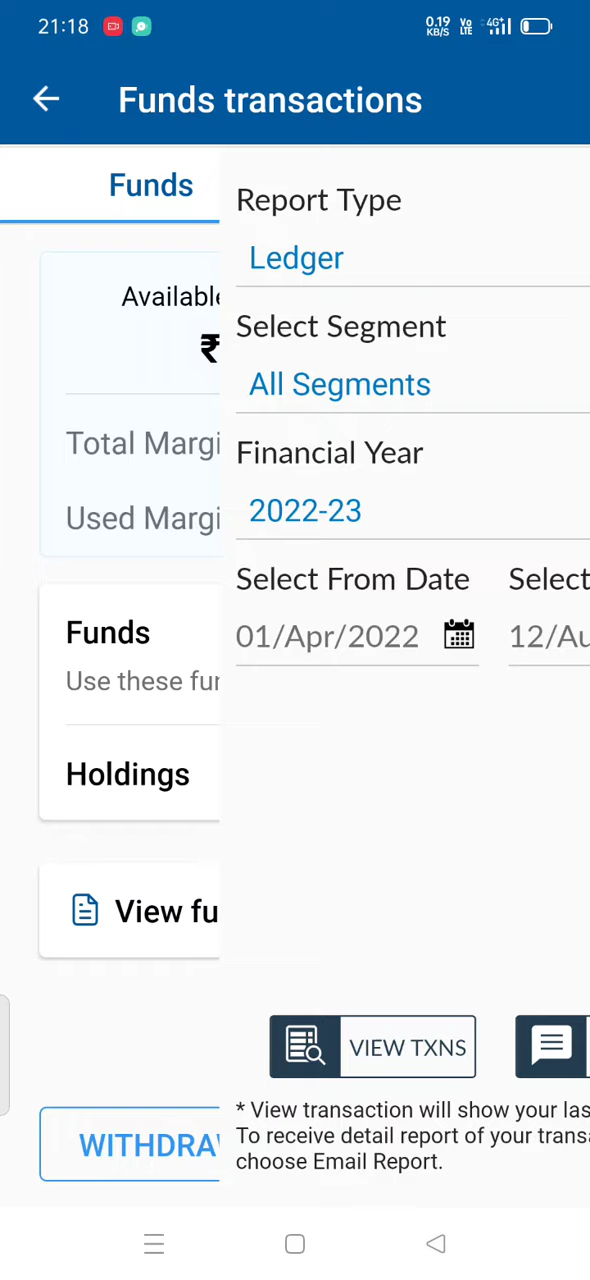 21:18
0.19 KB/S Vo LTE 4G+
Funds transactions
Funds
Report Type
Ledger
Available
₹
Select Segment
All Segments
Total Margi
Financial Year
2022-23
Used Margi
Select From Date Select
01/Apr/2022 12/Au
Funds
Use these fu
Holdings
View fu
VIEW TXNS
* View transaction will show your las
To receive detail report of your trans
choose Email Report.
WITHDRA